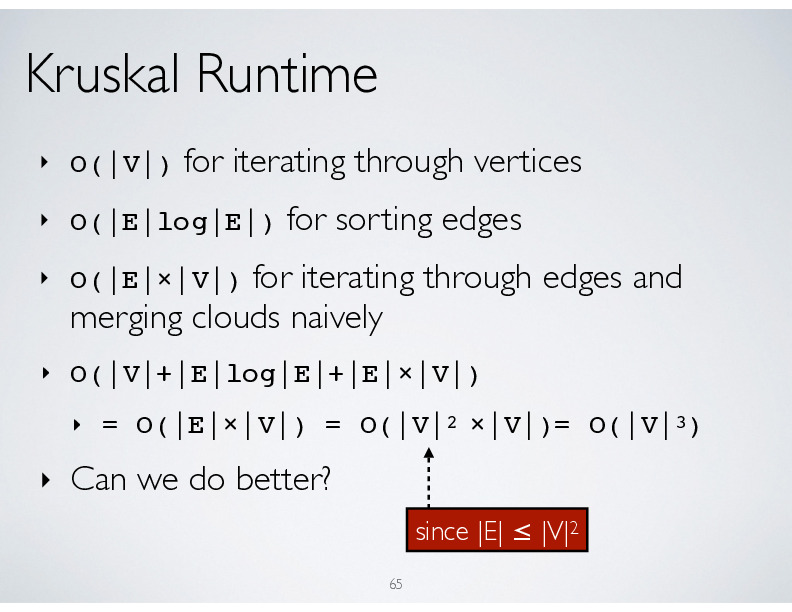 Kruskal Runtime
‣ O(|V|) for iterating through vertices
‣ O(|E|log|E|) for sorting edges
‣ O(|E|×|V|) for iterating through edges and
merging clouds naively
‣ O(|V|+|E|log|E|+|E|×|V|)
‣ = O(|E|×|V|) = O(|V|² ×|V|)= O(|V|³)
‣ Can we do better?
since |E| ≤ |V|²
65